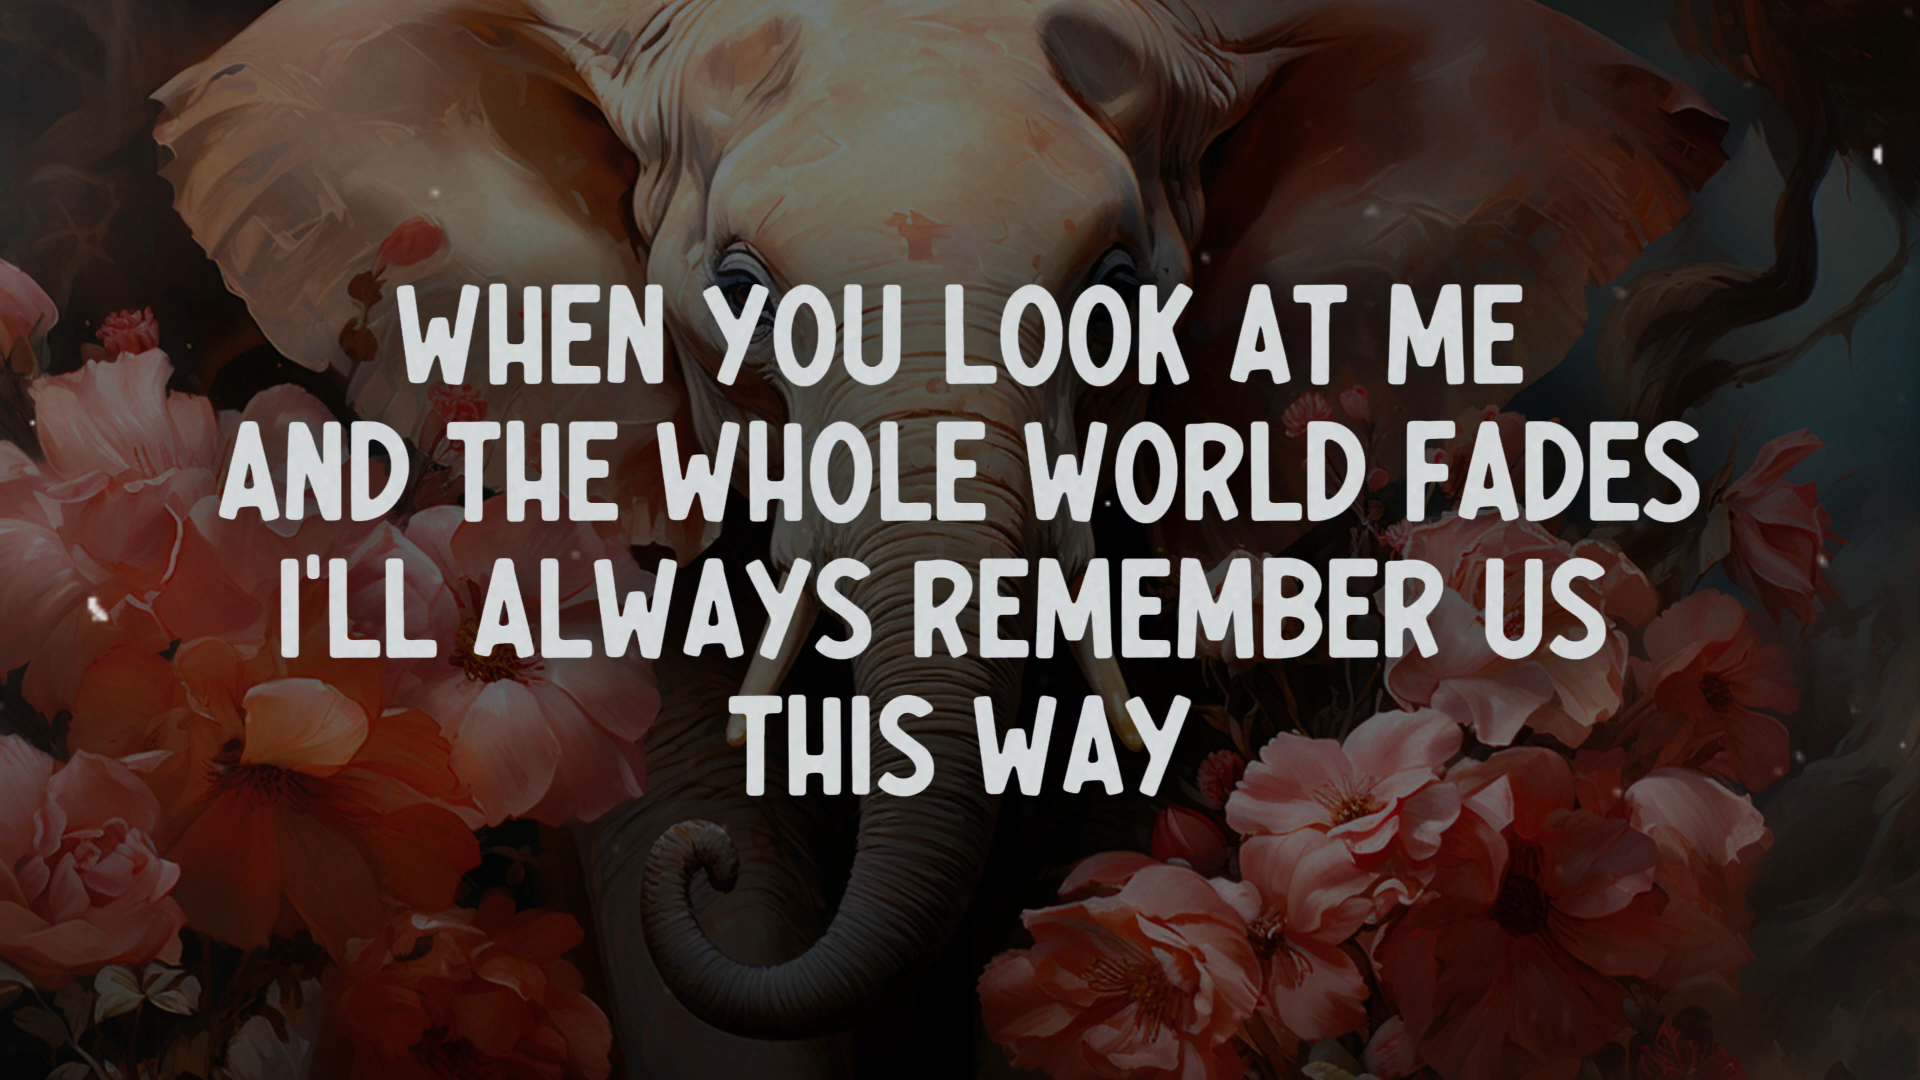 WHEN YOU LOOK AT ME
AND THE WHOLE WORLD FADES
I'LL ALWAYS REMEMBER US
THIS WAY